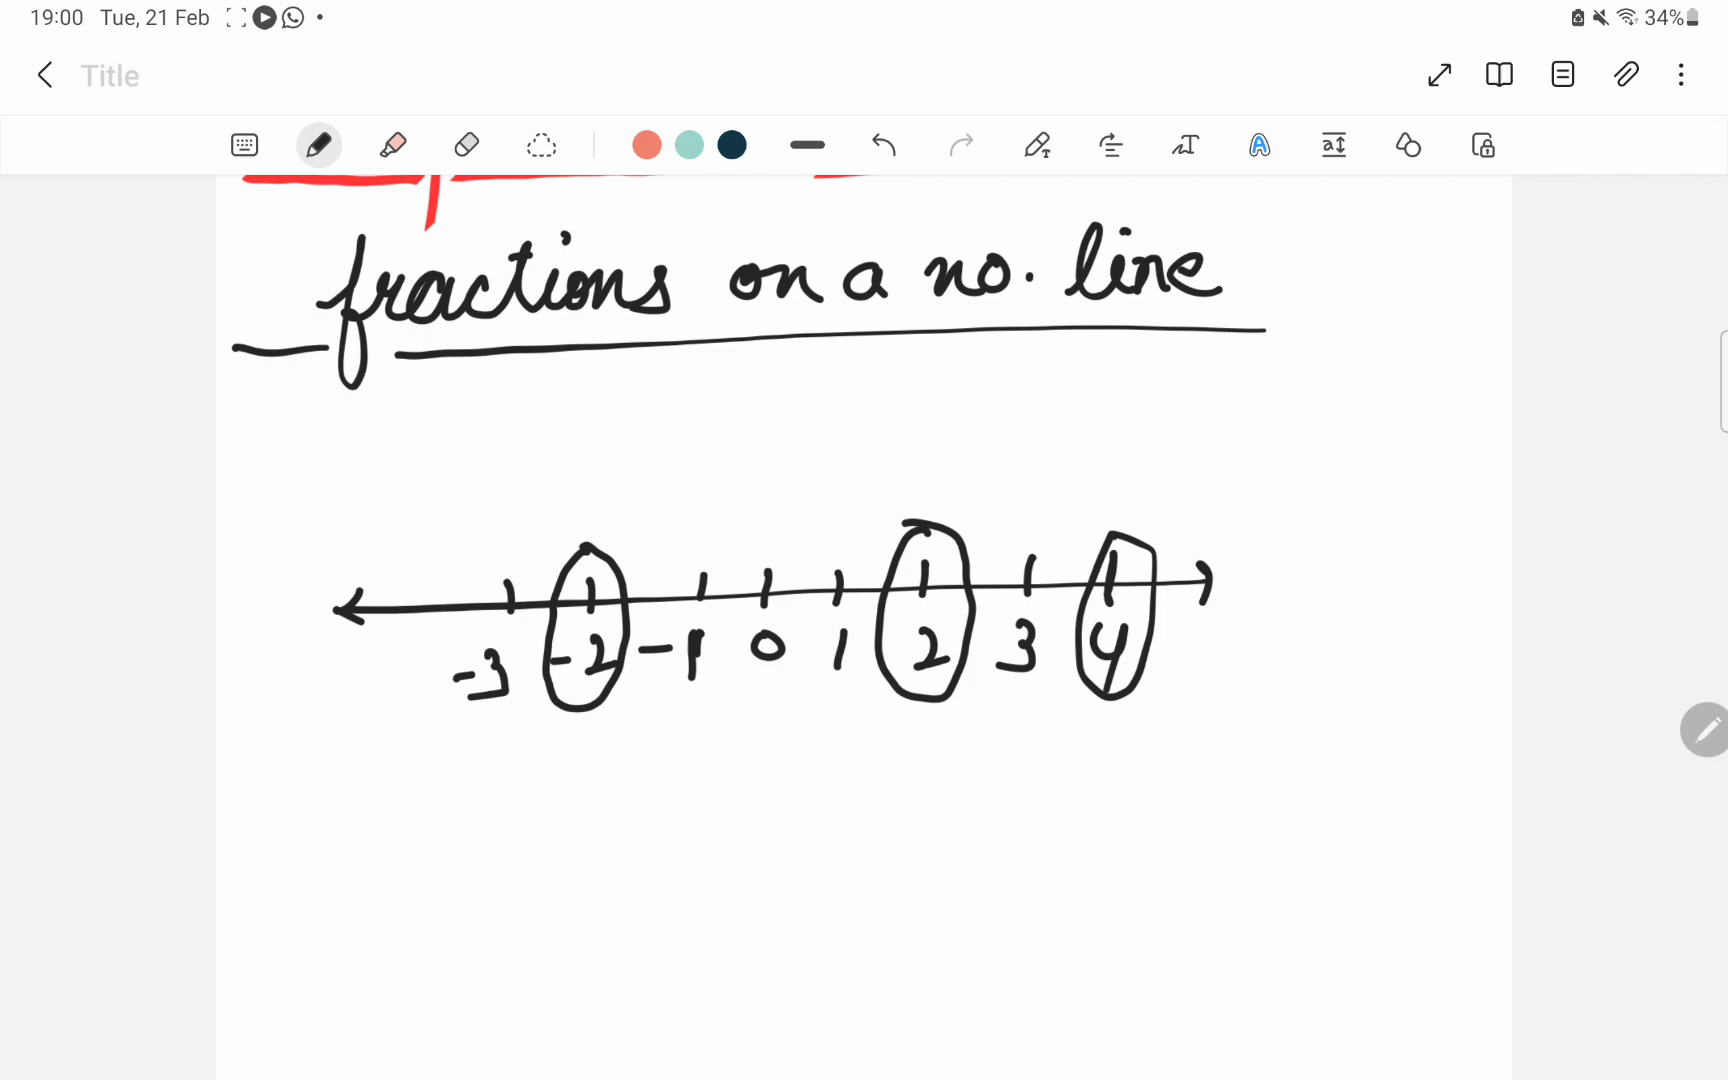 19:00 Tue, 21 Feb 34%
Title
fractions on a no. line
-3 -2 -1 0 1 2 3 4